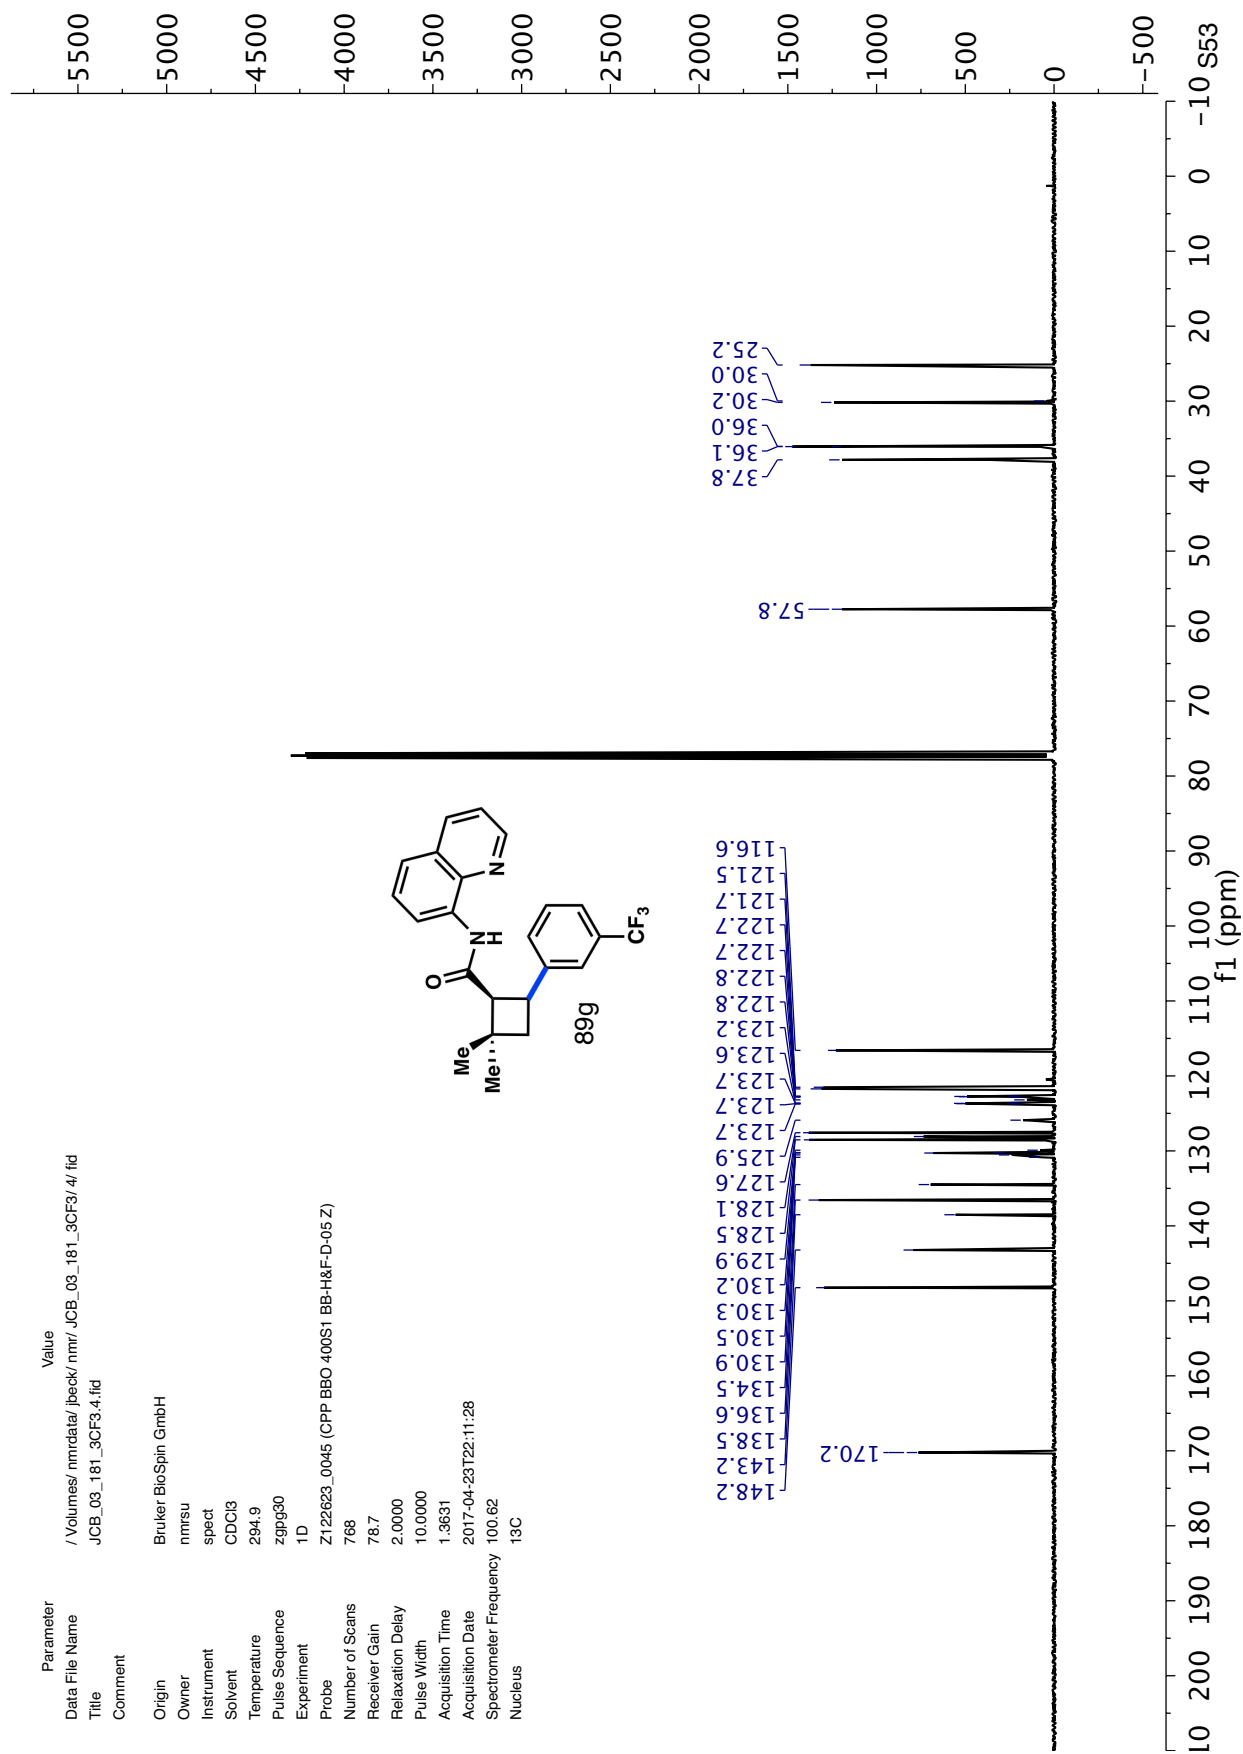 Parameter Value
Data File Name / Volumes/ nmrdata/ jbeck/ nmr/ JCB_03_181_3CF3/ 4/ fid
Title JCB_03_181_3CF3.4.fid
Comment
Origin Bruker BioSpin GmbH
Owner nmrsu
Instrument spect
Solvent CDCl3
Temperature 294.9
Pulse Sequence zgpg30
Experiment 1D
Probe Z122623_0045 (CPP BBO 400S1 BB-H&F-D-05 Z)
Number of Scans 768
Receiver Gain 78.7
Relaxation Delay 2.0000
Pulse Width 10.0000
Acquisition Time 1.3631
Acquisition Date 2017-04-23T22:11:28
Spectrometer Frequency 100.62
Nucleus 13C
Me
Me
O
N
H
N
CF3
89g
170.2
148.2
143.2
138.5
136.6
134.5
130.9
130.5
130.3
130.2
129.9
128.5
128.1
127.6
125.9
123.7
123.7
123.6
123.2
122.8
122.8
122.7
122.7
121.7
121.5
116.6
57.8
37.8
36.1
36.0
30.2
30.0
25.2
5500
5000
4500
4000
3500
3000
2500
2000
1500
1000
500
0
−500
10 200 190 180 170 160 150 140 130 120 110 100 90 80 70 60 50 40 30 20 10 0 −10
f1 (ppm)
S53